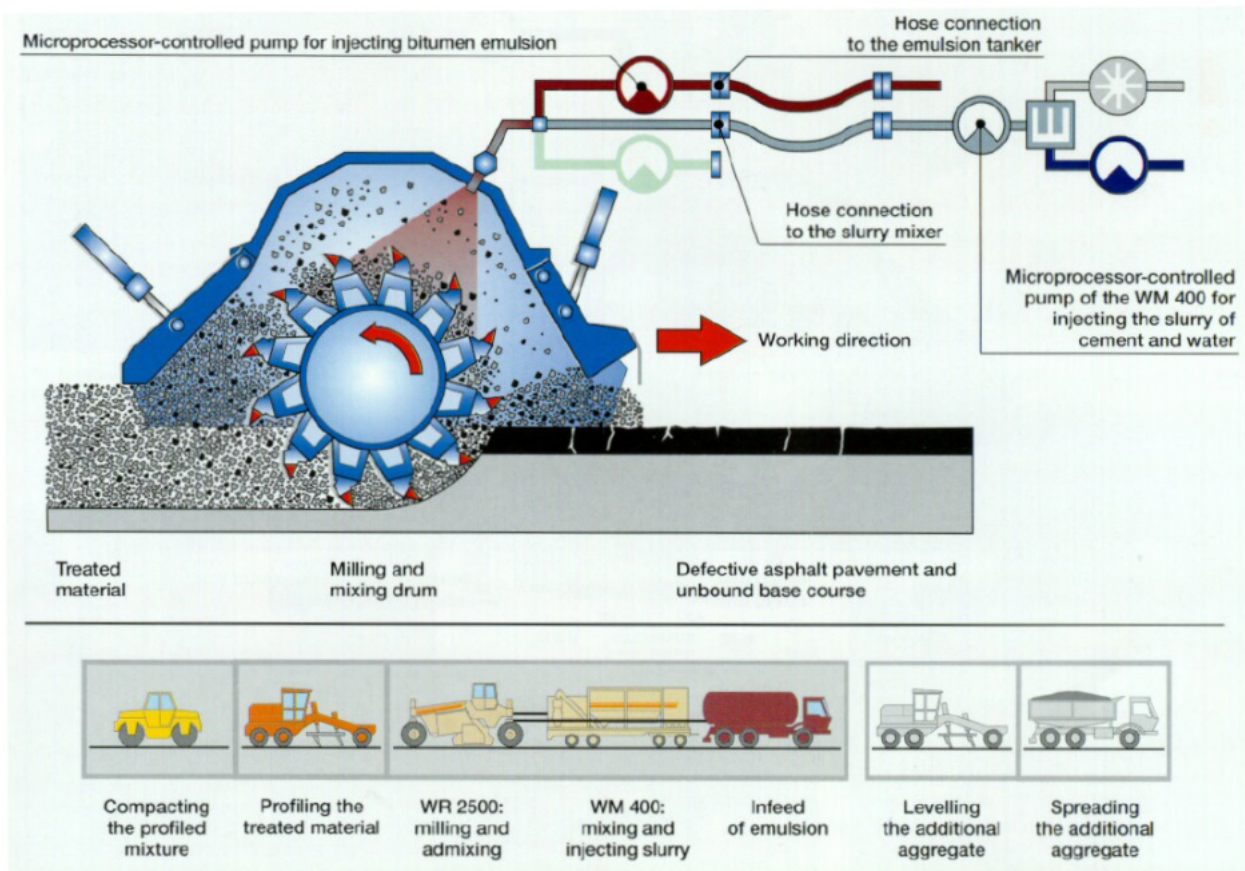 Microprocessor-controlled pump for injecting bitumen emulsion
Hose connection
to the emulsion tanker
Hose connection
to the slurry mixer
Microprocessor-controlled
pump of the WM 400 for
injecting the slurry of
cement and water
Working direction
Treated
material
Milling and
mixing drum
Defective asphalt pavement and
unbound base course
Compacting
the profiled
mixture
Profiling the
treated material
WR 2500:
milling and
admixing
WM 400:
mixing and
injecting slurry
Infeed
of emulsion
Levelling
the additional
aggregate
Spreading
the additional
aggregate